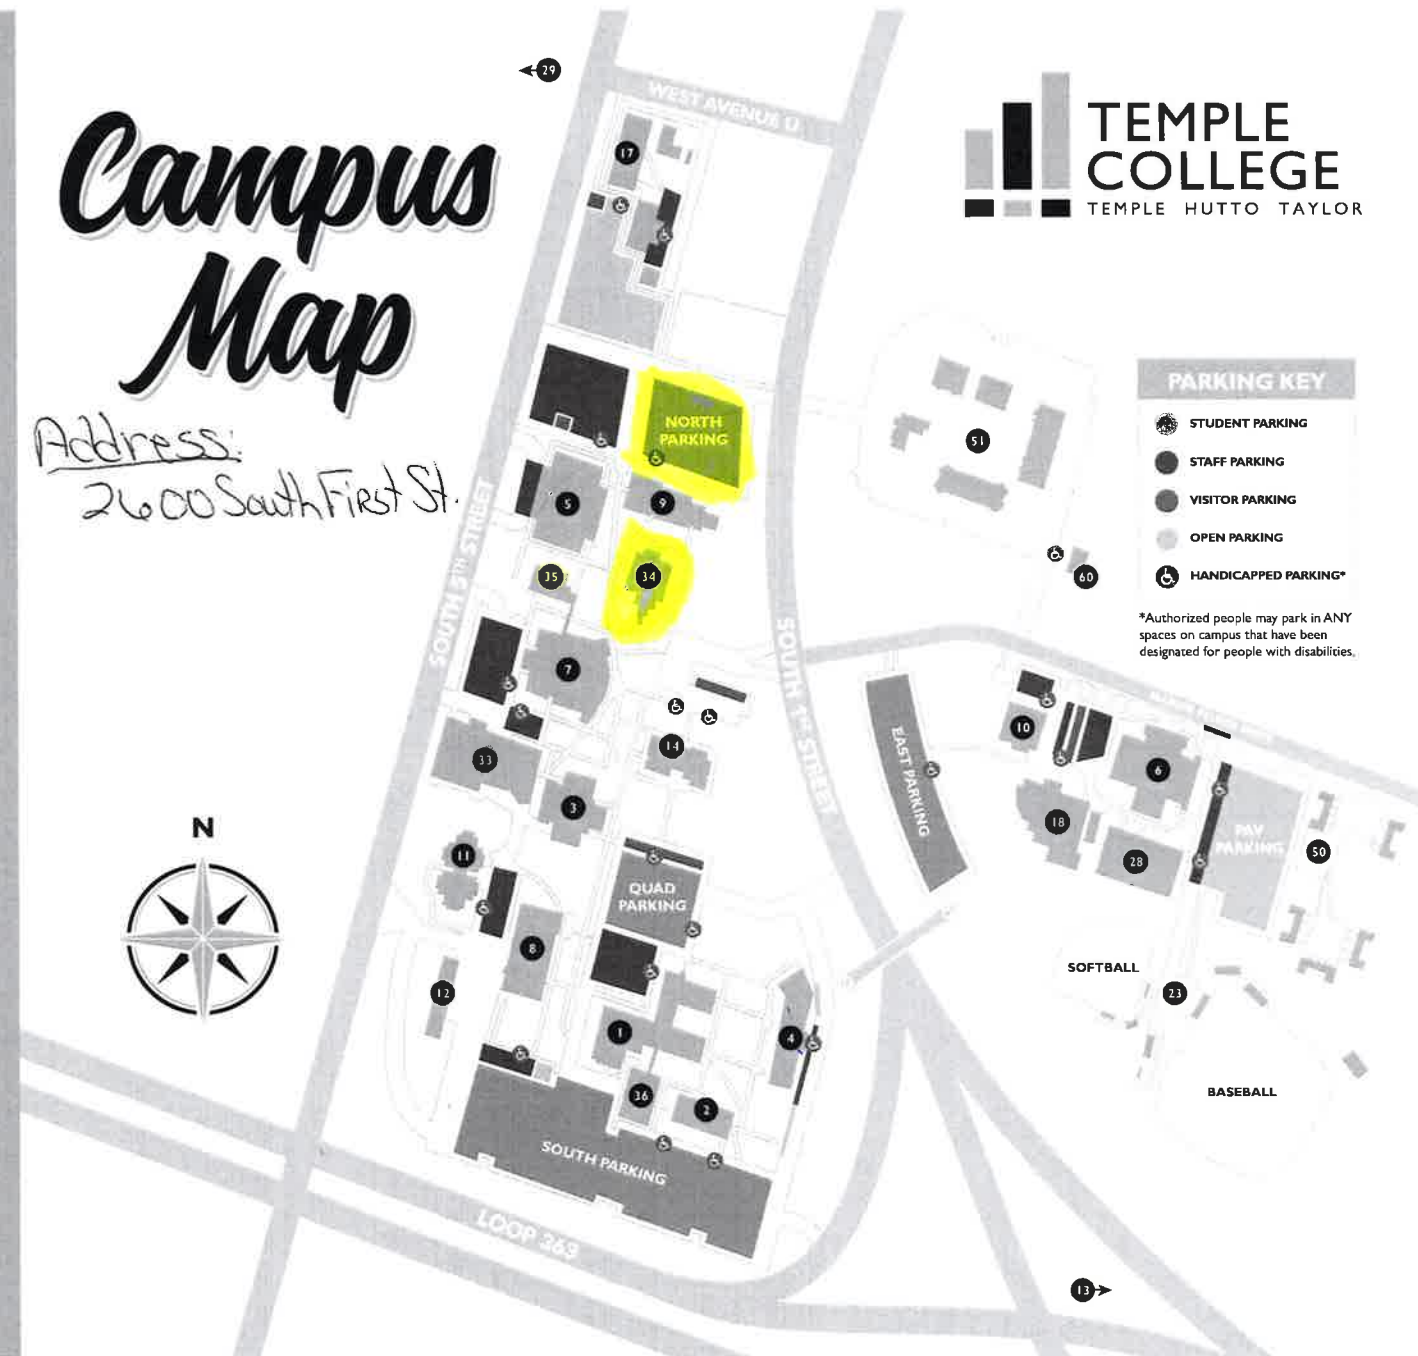 29
WEST AVENUE U
TEMPLE
COLLEGE
TEMPLE HUTTO TAYLOR
Campus
Map
17
Address:
2600 South First St.
NORTH
PARKING
PARKING KEY
STUDENT PARKING
STAFF PARKING
VISITOR PARKING
OPEN PARKING
HANDICAPPED PARKING*
*Authorized people may park in ANY
spaces on campus that have been
designated for people with disabilities.
51
5
9
35
34
60
SOUTH 5TH STREET
7
SOUTH 1ST STREET
14
33
3
EAST PARKING
10
6
18
28
PAV
PARKING
50
N
11
QUAD
PARKING
8
12
SOFTBALL
23
1
4
36
2
BASEBALL
SOUTH PARKING
LOOP 363
13